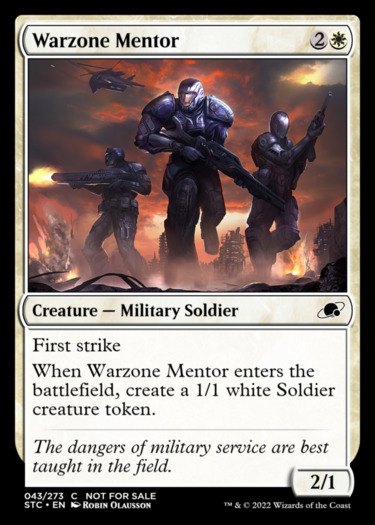 Warzone Mentor 2
Creature — Military Soldier
First strike
When Warzone Mentor enters the
battlefield, create a 1/1 white Soldier
creature token.
The dangers of military service are best
taught in the field.
2/1
043/273 C NOT FOR SALE
STC • EN Robin Olausson
™ & © 2022 Wizards of the Coast